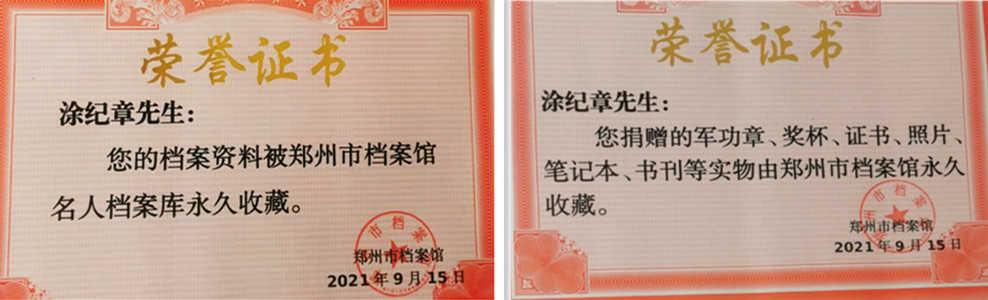 荣誉证书
涂纪章先生:
您的档案资料被郑州市档案馆
名人档案库永久收藏。
郑州市档案馆
2021年9月15日
荣誉证书
涂纪章先生:
您捐赠的军功章、奖杯、证书、照片、
笔记本、书刊等实物由郑州市档案馆永久
收藏。
郑州市档案馆
2021年9月15日